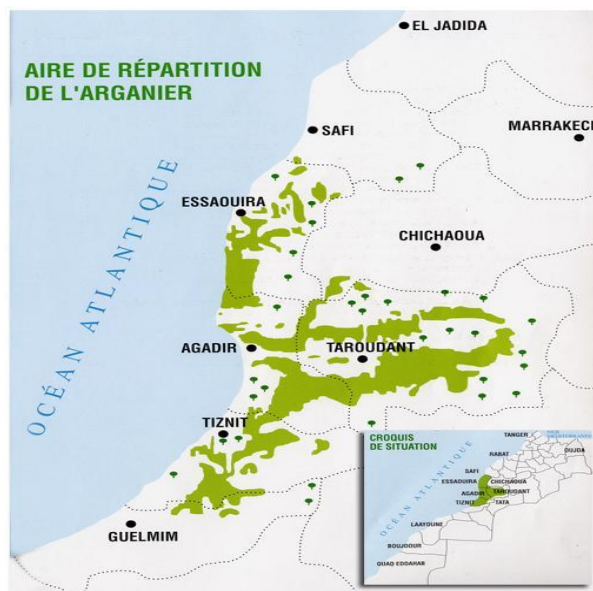 EL JADIDA
AIRE DE RÉPARTITION
DE L'ARGANIER
SAFI
MARRAKECH
ESSAOUIRA
CHICHAOUA
OCÉAN ATLANTIQUE
AGADIR
TAROUDANT
TIZNIT
GUELMIM
CROQUIS
DE SITUATION
TANGER
OUJDA
RABAT
SAFI
ESSAOUIRA
CHICHAOUA
AGADIR
TAROUDANT
TIZNIT
TATA
OCÉAN ATLANTIQUE
LAAYOUNE
BOUJDOUR
OUAD EDDAHAB